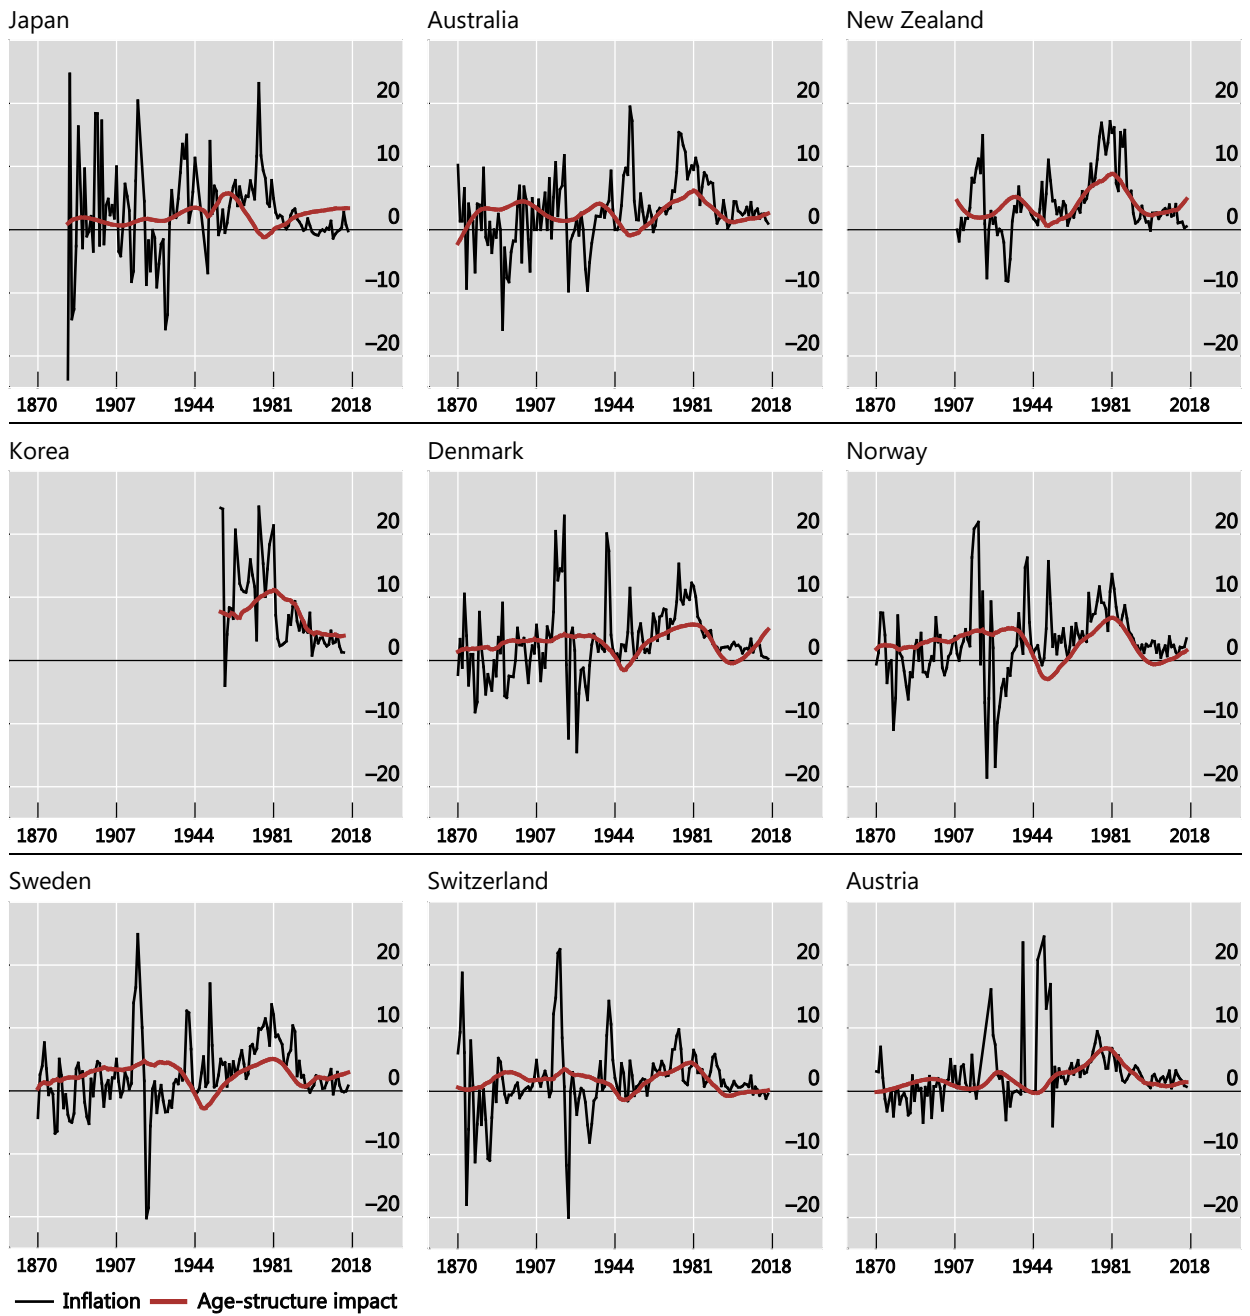 Japan Australia New Zealand
20 20 20
10 10 10
0 0 0
–10 –10 –10
–20 –20 –20
1870 1907 1944 1981 2018 1870 1907 1944 1981 2018 1870 1907 1944 1981 2018
Korea Denmark Norway
20 20 20
10 10 10
0 0 0
–10 –10 –10
–20 –20 –20
1870 1907 1944 1981 2018 1870 1907 1944 1981 2018 1870 1907 1944 1981 2018
Sweden Switzerland Austria
20 20 20
10 10 10
0 0 0
–10 –10 –10
–20 –20 –20
1870 1907 1944 1981 2018 1870 1907 1944 1981 2018 1870 1907 1944 1981 2018
Inflation Age-structure impact